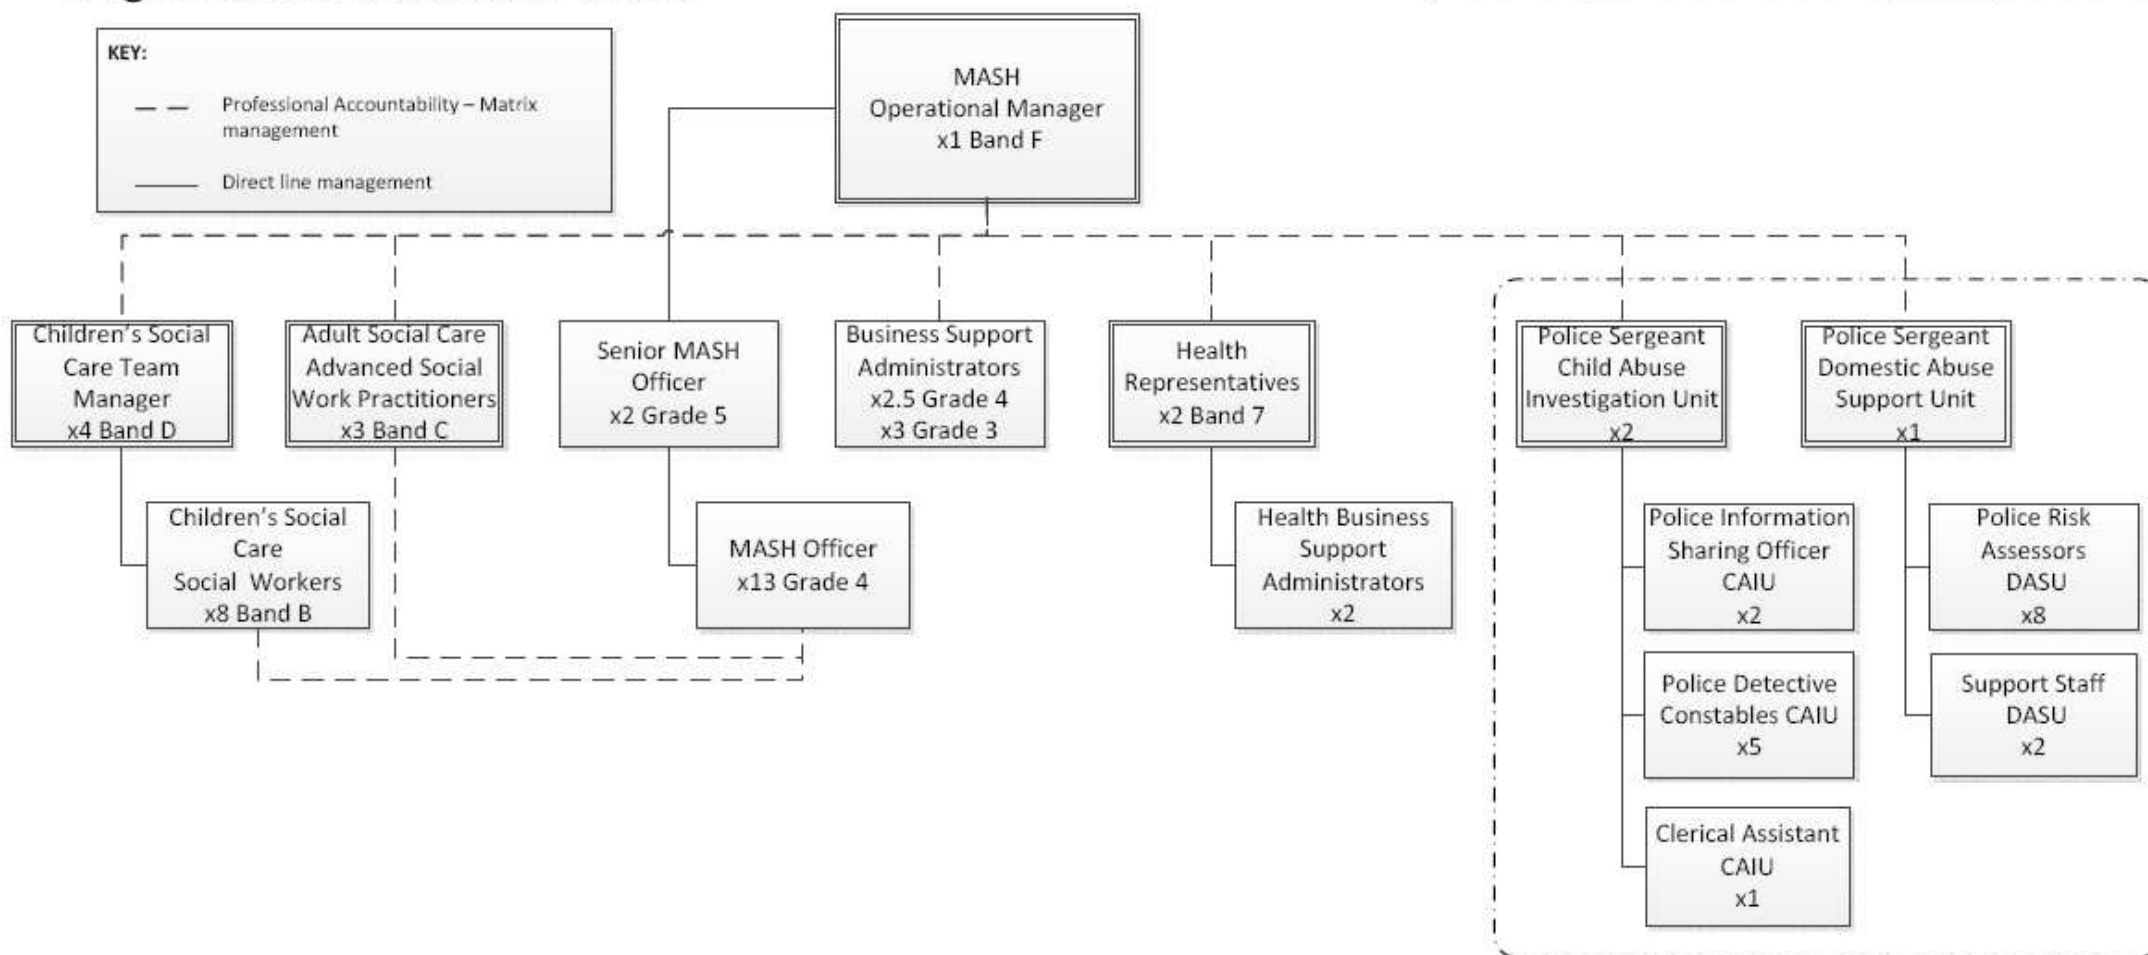 KEY:
Professional Accountability – Matrix
management
Direct line management
MASH
Operational Manager
x1 Band F
Children's Social
Care Team
Manager
x4 Band D
Adult Social Care
Advanced Social
Work Practitioners
x3 Band C
Senior MASH
Officer
x2 Grade 5
Business Support
Administrators
x2.5 Grade 4
x3 Grade 3
Health
Representatives
x2 Band 7
Police Sergeant
Child Abuse
Investigation Unit
x2
Police Sergeant
Domestic Abuse
Support Unit
x1
Children's Social
Care
Social Workers
x8 Band B
MASH Officer
x13 Grade 4
Health Business
Support
Administrators
x2
Police Information
Sharing Officer
CAIU
x2
Police Risk
Assessors
DASU
x8
Police Detective
Constables CAIU
x5
Support Staff
DASU
x2
Clerical Assistant
CAIU
x1